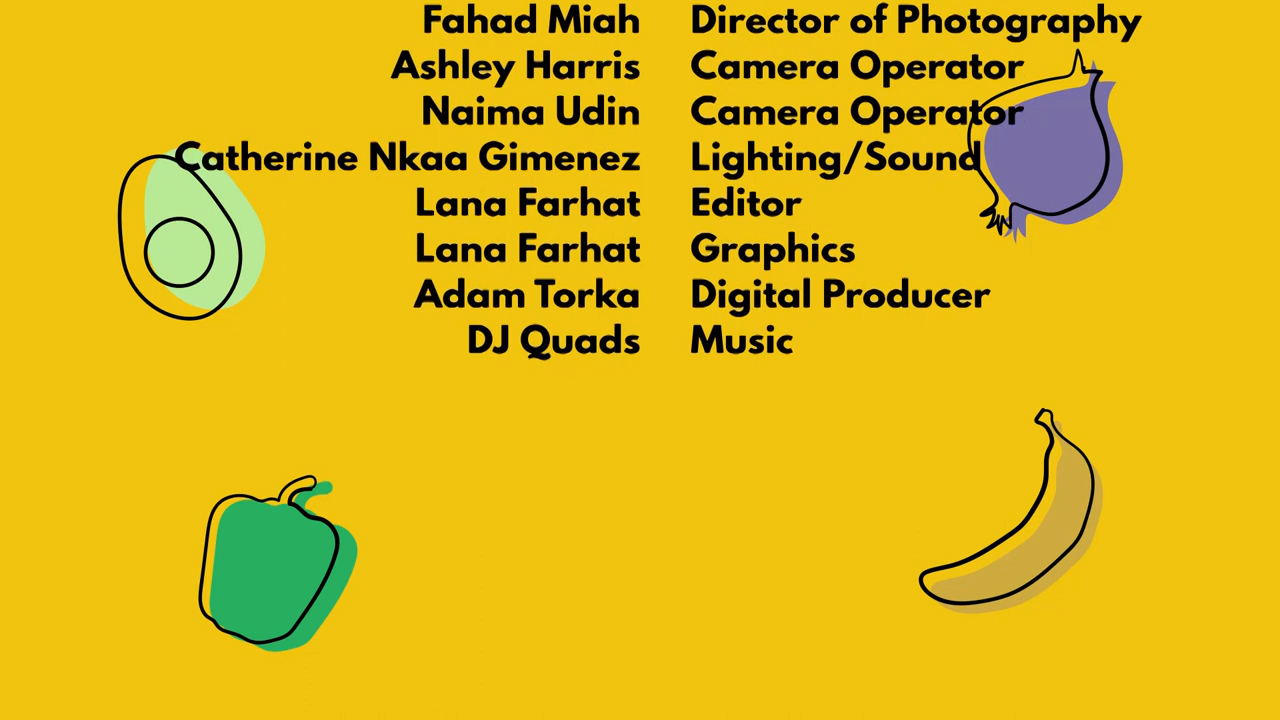 Fahad Miah Director of Photography
Ashley Harris Camera Operator
Naima Udin Camera Operator
Catherine Nkaa Gimenez Lighting/Sound
Lana Farhat Editor
Lana Farhat Graphics
Adam Torka Digital Producer
DJ Quads Music